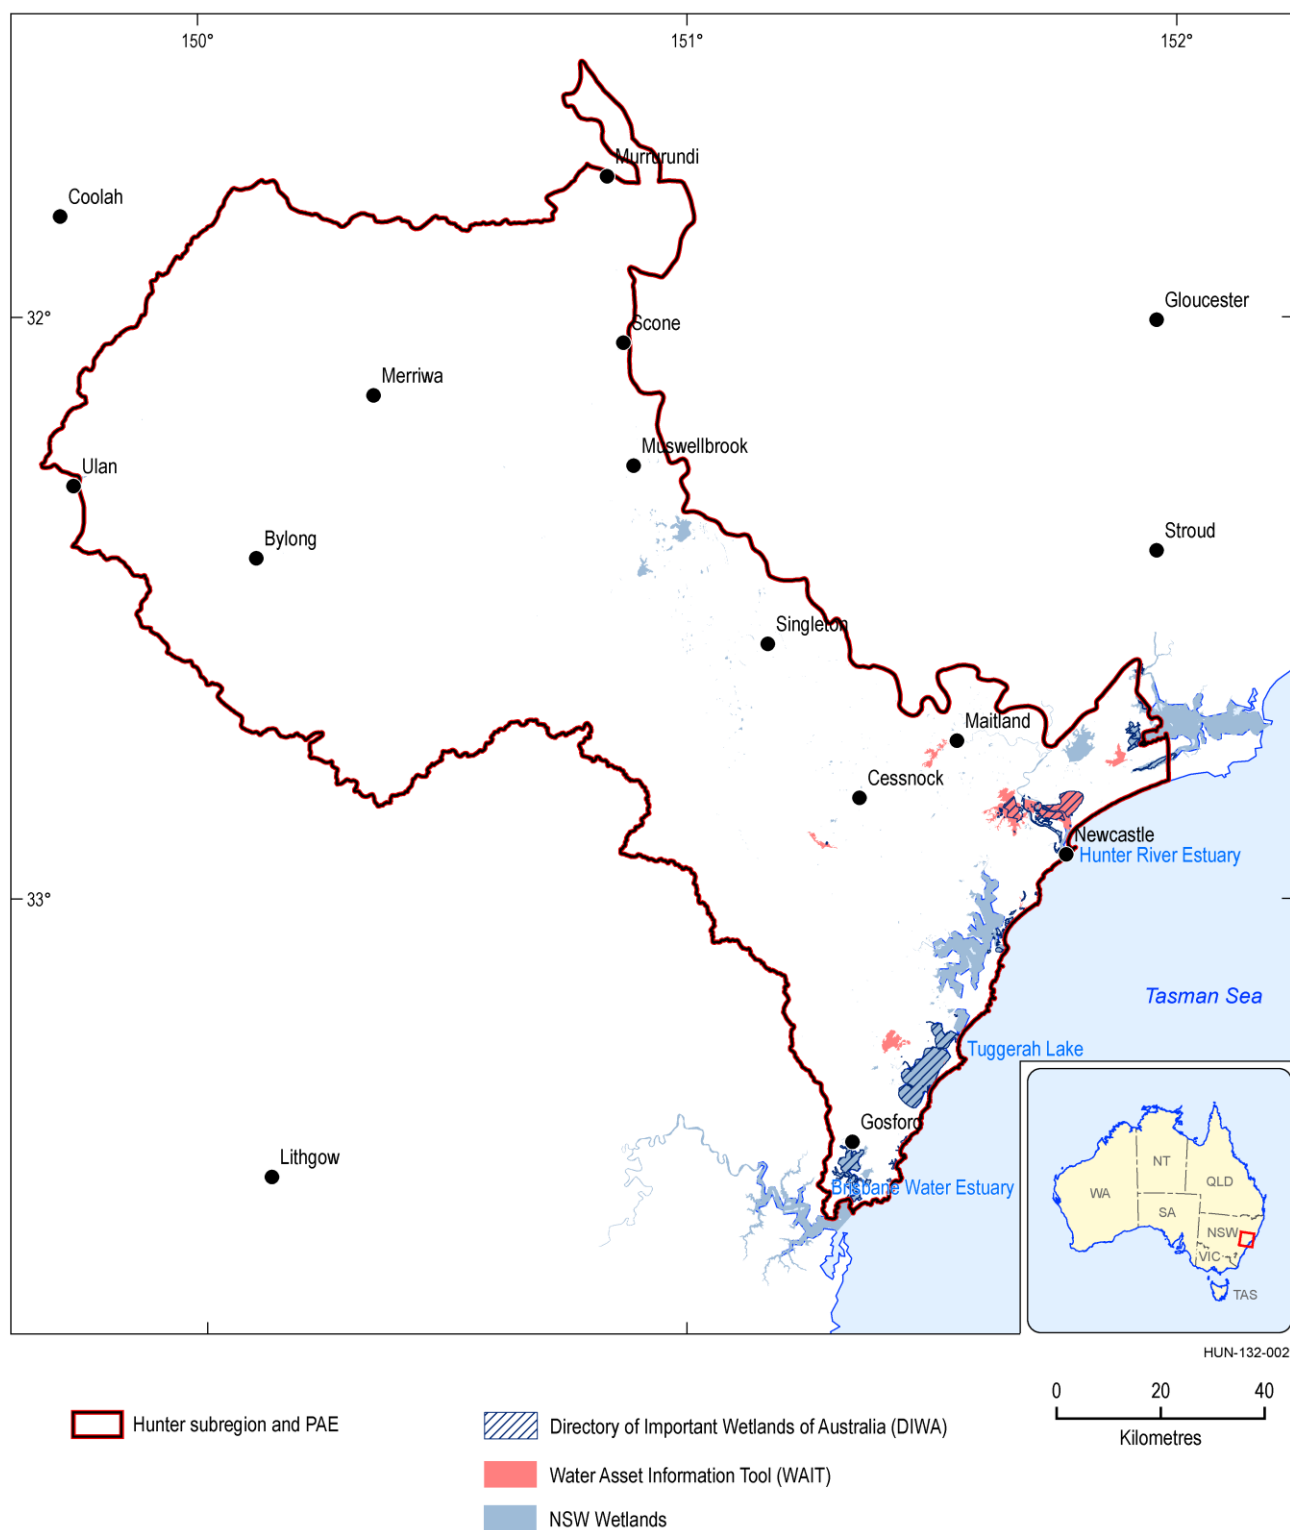 150°
151°
152°
Murrurundi
Coolah
Gloucester
32°
Scone
Merriwa
Muswellbrook
Ulan
Stroud
Bylong
Singleton
Maitland
Cessnock
Newcastle
Hunter River Estuary
33°
Tasman Sea
Tuggerah Lake
Gosford
Lithgow
Brisbane Water Estuary
NT
QLD
WA
SA
NSW
VIC
TAS
HUN-132-002
0 20 40
Kilometres
Hunter subregion and PAE
Directory of Important Wetlands of Australia (DIWA)
Water Asset Information Tool (WAIT)
NSW Wetlands